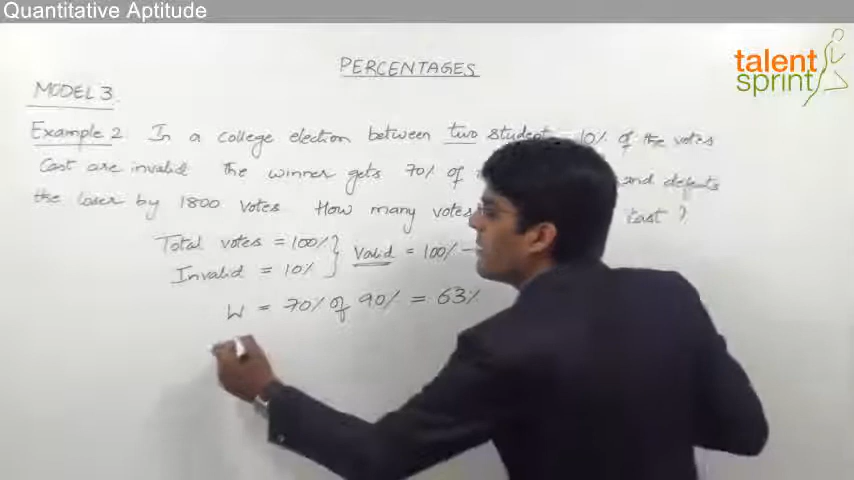 Quantitative Aptitude
talent
sprint
PERCENTAGES
MODEL 3
Example 2 In a college election between two student 10% of the votes
Cast are invalid The winner gets 70% of and defeats
the loser by 1800 votes. How many votes cast ?
Total votes = 100% } Valid = 100% -
Invalid = 10%
W = 70% of 90% = 63%